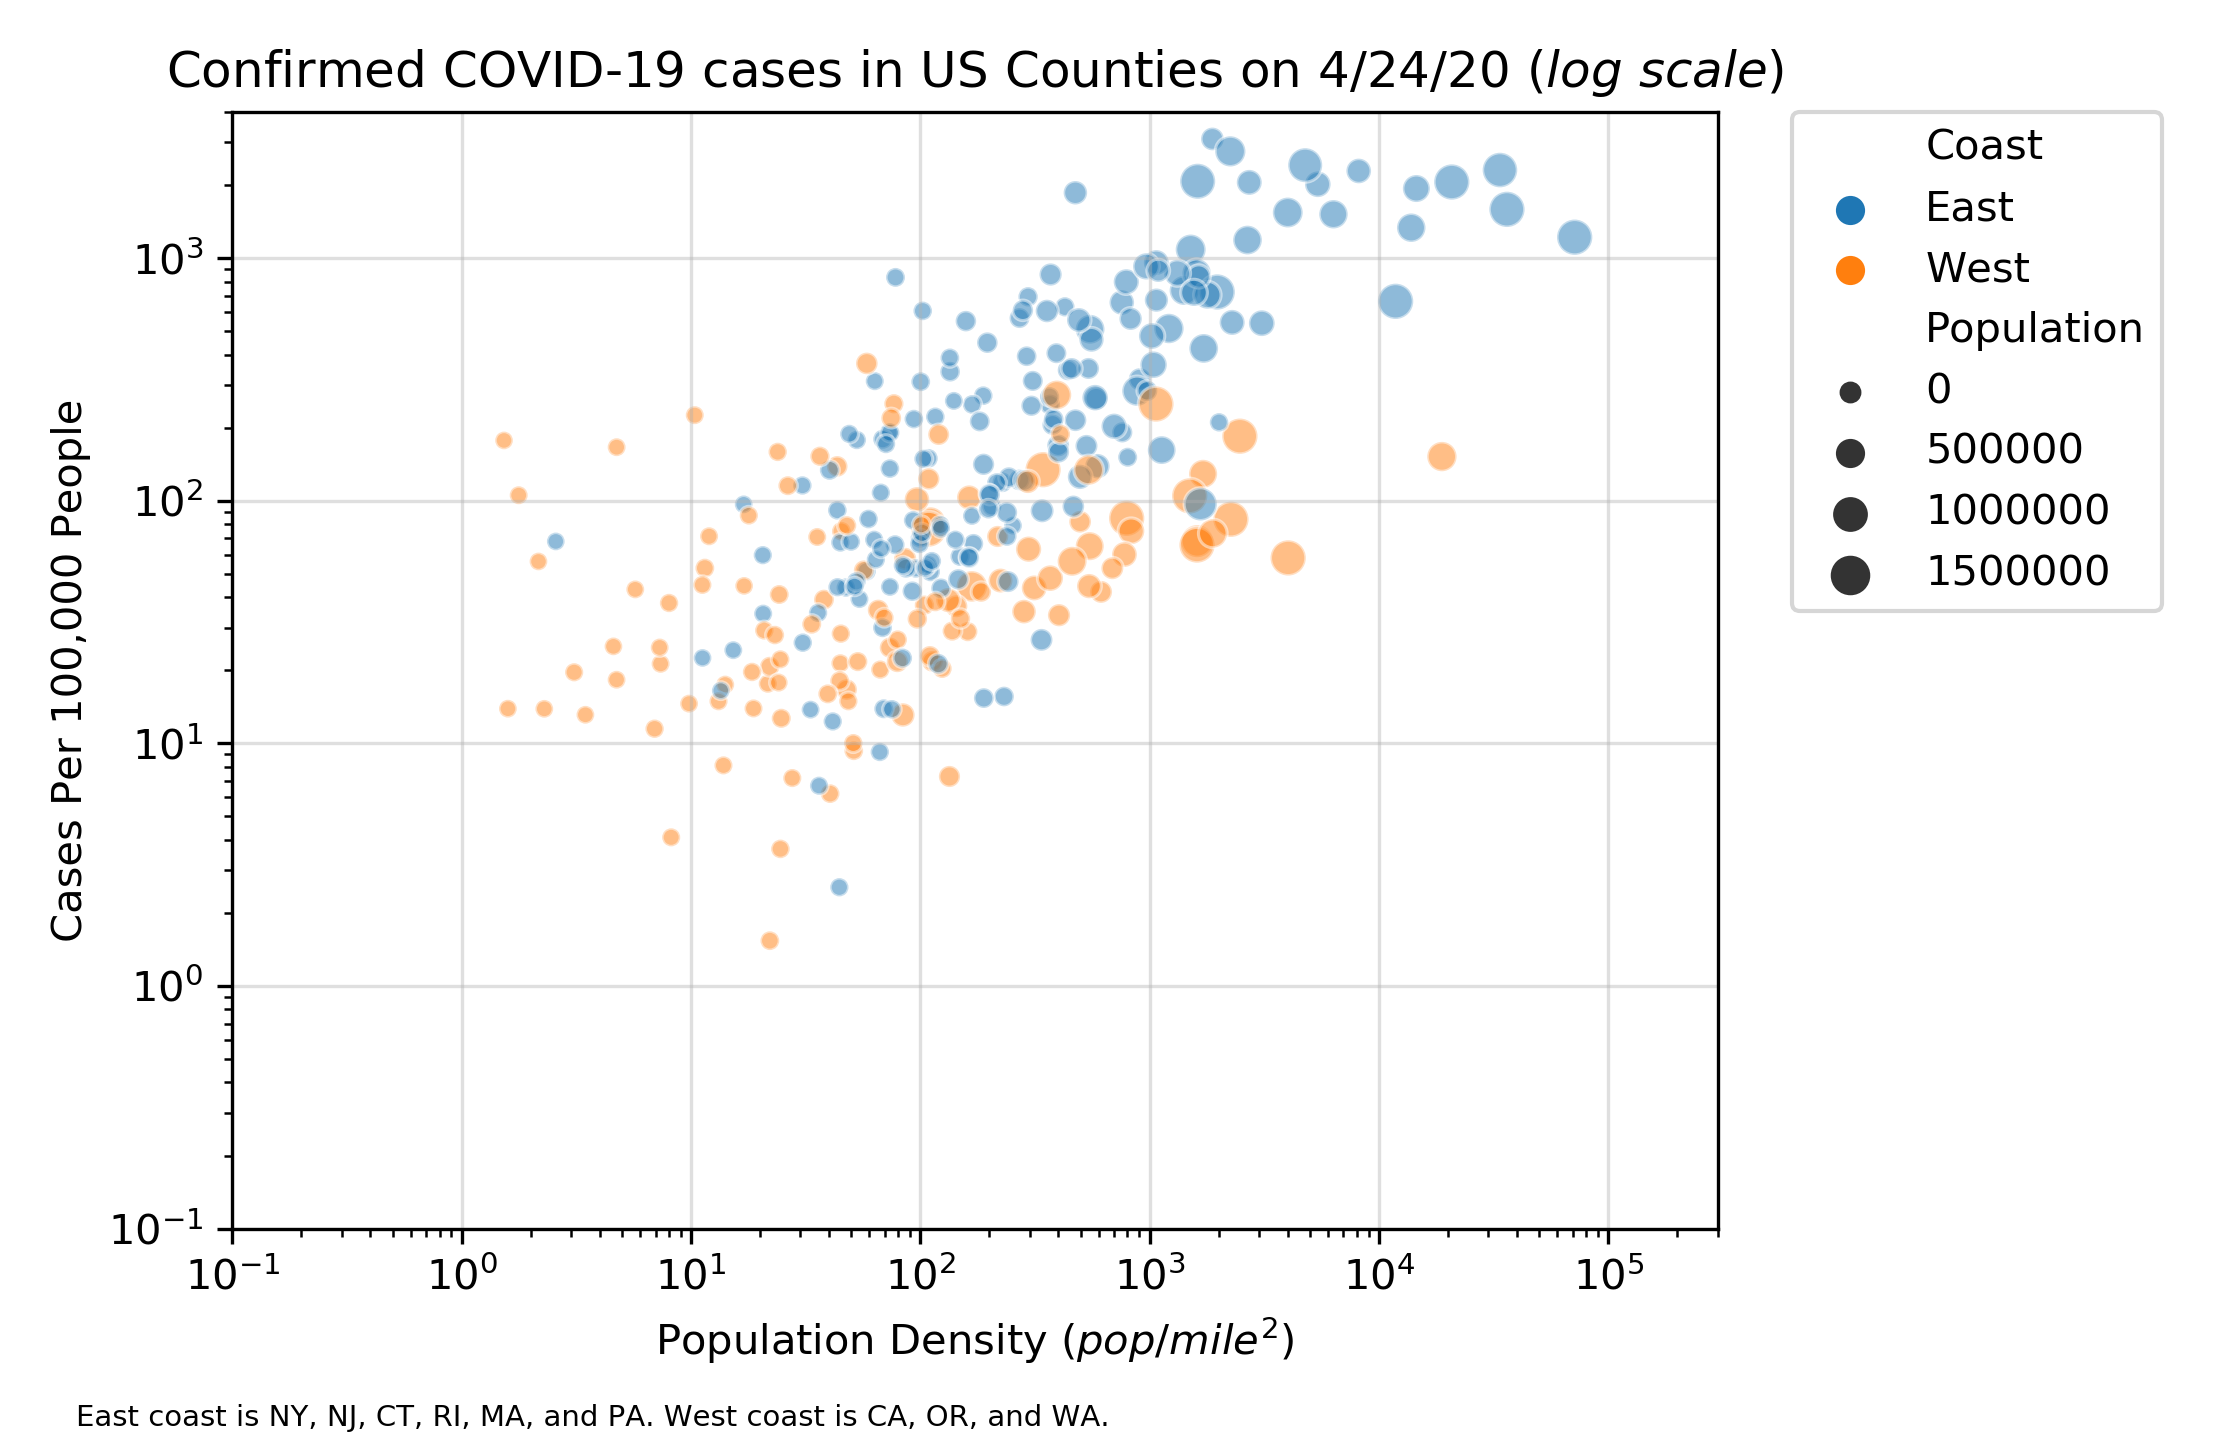 Confirmed COVID-19 cases in US Counties on 4/24/20 (log scale)
Coast
East
West
Population
0
500000
1000000
1500000
Cases Per 100,000 People
10³
10²
10¹
10⁰
10⁻¹
10⁻¹ 10⁰ 10¹ 10² 10³ 10⁴ 10⁵
Population Density (pop/mile²)
East coast is NY, NJ, CT, RI, MA, and PA. West coast is CA, OR, and WA.